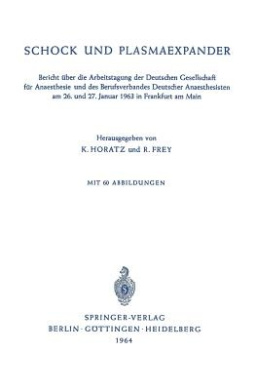 SCHOCK UND PLASMAEXPANDER
Bericht über die Arbeitstagung der Deutschen Gesellschaft
für Anaesthesie und des Berufsverbandes Deutscher Anaesthesisten
am 26. und 27. Januar 1963 in Frankfurt am Main
Herausgegeben von
K. HORATZ und R. FREY
MIT 60 ABBILDUNGEN
SPRINGER-VERLAG
BERLIN · GÖTTINGEN · HEIDELBERG
1964